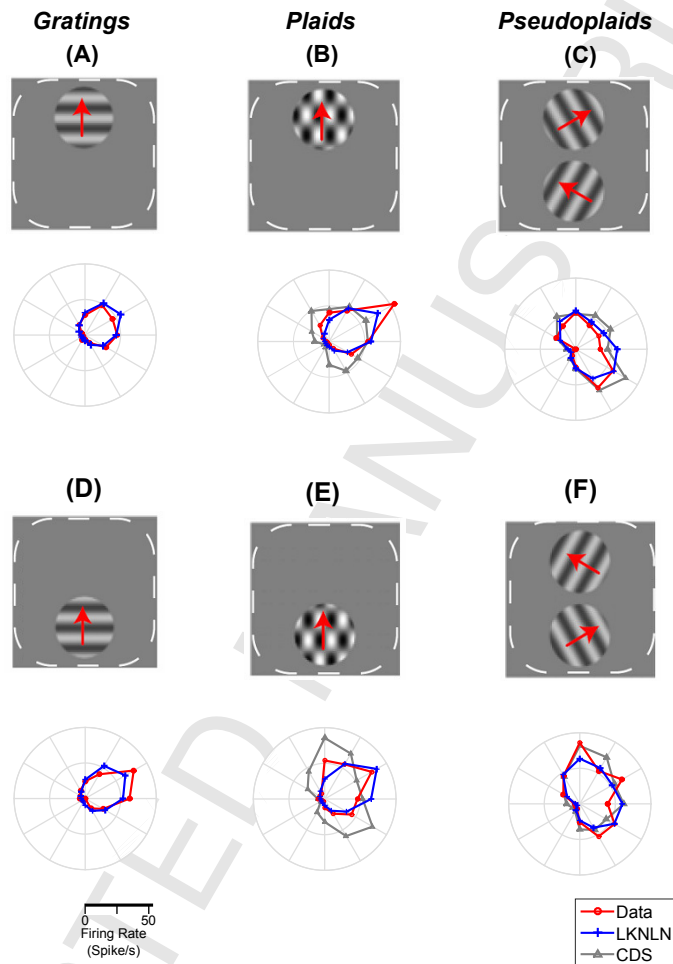 Gratings Plaids Pseudoplaids
(A) (B) (C)
(D) (E) (F)
0 50
Firing Rate
(Spike/s)
Data
LKNLN
CDS